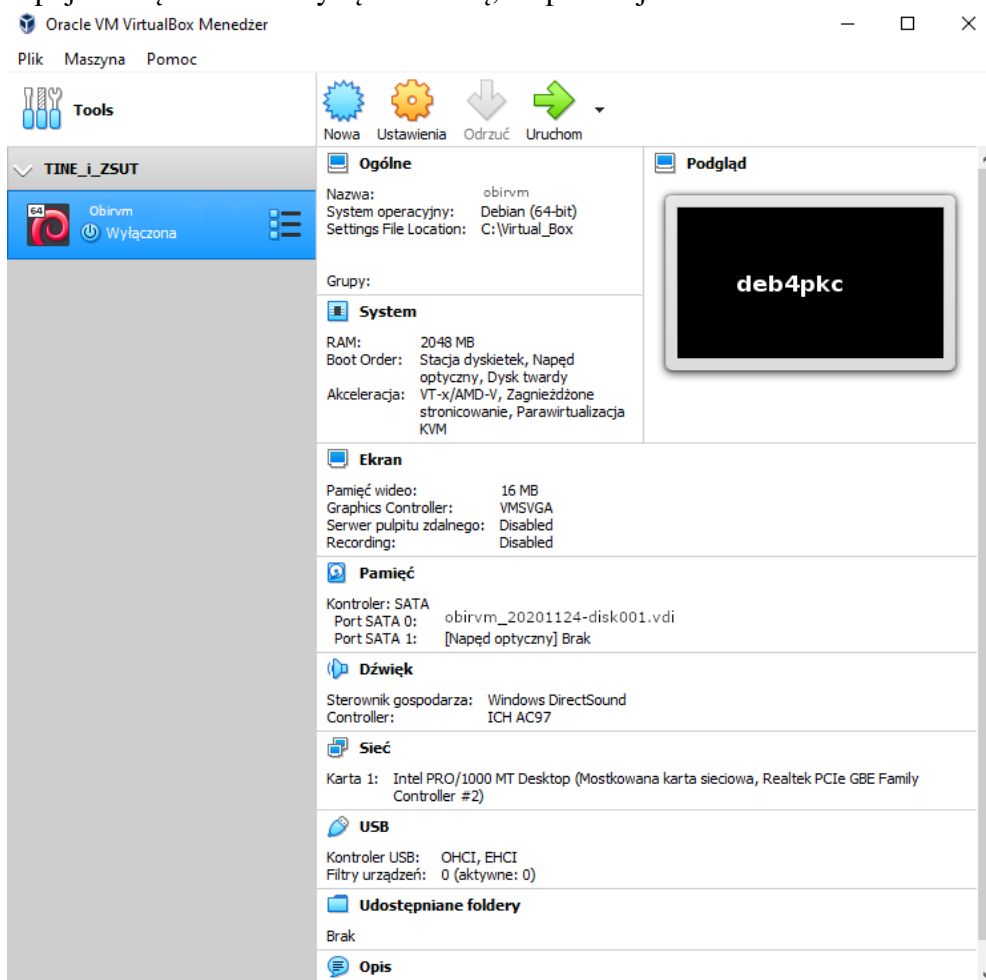 Oracle VM VirtualBox Menedżer
Plik Maszyna Pomoc
Tools
Nowa Ustawienia Odrzuć Uruchom
TINE_i_ZSUT
64
Obirvm
Wyłączona
Ogólne
Nazwa: obirvm
System operacyjny: Debian (64-bit)
Settings File Location: C:\Virtual_Box
Grupy:
Podgląd
deb4pkc
System
RAM: 2048 MB
Boot Order: Stacja dyskietek, Napęd
optyczny, Dysk twardy
Akceleracja: VT-x/AMD-V, Zagnieżdżone
stronicowanie, Parawirtualizacja
KVM
Ekran
Pamięć wideo: 16 MB
Graphics Controller: VMSVGA
Serwer pulpitu zdalnego: Disabled
Recording: Disabled
Pamięć
Kontroler: SATA
Port SATA 0: obirvm_20201124-disk001.vdi
Port SATA 1: [Napęd optyczny] Brak
Dźwięk
Sterownik gospodarza: Windows DirectSound
Controller: ICH AC97
Sieć
Karta 1: Intel PRO/1000 MT Desktop (Mostkowana karta sieciowa, Realtek PCIe GBE Family
Controller #2)
USB
Kontroler USB: OHCI, EHCI
Filtry urządzeń: 0 (aktywne: 0)
Udostępniane foldery
Brak
Opis